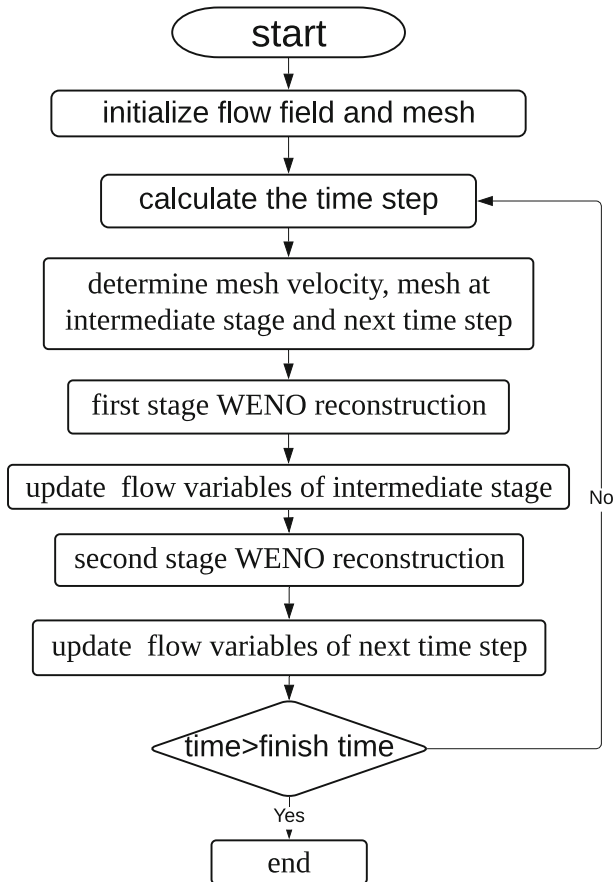 start
initialize flow field and mesh
calculate the time step
determine mesh velocity, mesh at
intermediate stage and next time step
first stage WENO reconstruction
update flow variables of intermediate stage
No
second stage WENO reconstruction
update flow variables of next time step
time>finish time
Yes
end